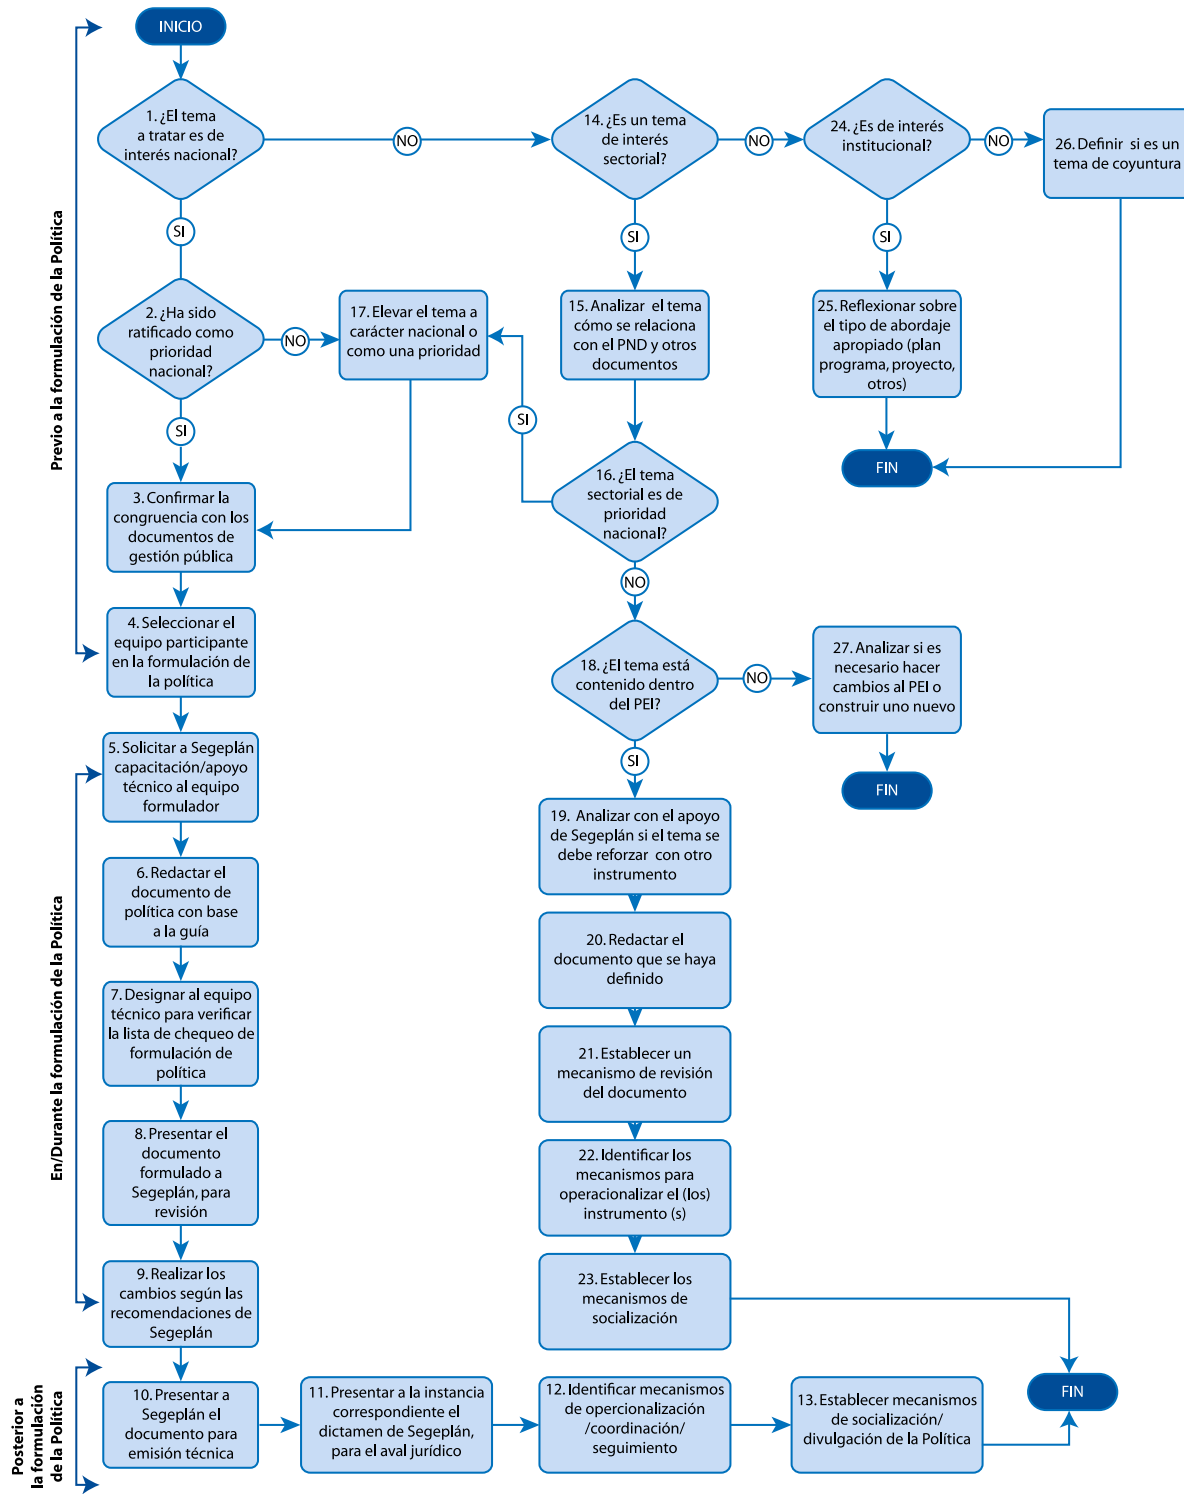 INICIO
1. ¿El tema
a tratar es de
interés nacional?
NO
14. ¿Es un tema
de interés
sectorial?
NO
24. ¿Es de interés
institucional?
NO
26. Definir si es un
tema de coyuntura
SI
SI
SI
2. ¿Ha sido
ratificado como
prioridad
nacional?
NO
17. Elevar el tema a
carácter nacional o
como una prioridad
15. Analizar el tema
cómo se relaciona
con el PND y otros
documentos
25. Reflexionar sobre
el tipo de abordaje
apropiado (plan
programa, proyecto,
otros)
SI
SI
FIN
16. ¿El tema
sectorial es de
prioridad
nacional?
3. Confirmar la
congruencia con los
documentos de
gestión pública
NO
4. Seleccionar el
equipo participante
en la formulación de
la política
18. ¿El tema está
contenido dentro
del PEI?
NO
27. Analizar si es
necesario hacer
cambios al PEI o
construir uno nuevo
SI
FIN
5. Solicitar a Segeplán
capacitación/apoyo
técnico al equipo
formulador
19. Analizar con el apoyo
de Segeplán si el tema se
debe reforzar con otro
instrumento
6. Redactar el
documento de
política con base
a la guía
20. Redactar el
documento que se haya
definido
7. Designar al equipo
técnico para verificar
la lista de chequeo de
formulación de
política
21. Establecer un
mecanismo de revisión
del documento
8. Presentar el
documento
formulado a
Segeplán, para
revisión
22. Identificar los
mecanismos para
operacionalizar el (los)
instrumento (s)
9. Realizar los
cambios según las
recomendaciones de
Segeplán
23. Establecer los
mecanismos de
socialización
10. Presentar a
Segeplán el
documento para
emisión técnica
11. Presentar a la instancia
correspondiente el
dictamen de Segeplán,
para el aval jurídico
12. Identificar mecanismos
de opercionalización
/coordinación/
seguimiento
13. Establecer mecanismos
de socialización/
divulgación de la Política
FIN
Previo a la formulación de la Política
En/Durante la formulación de la Política
Posterior a
la formulación
de la Política